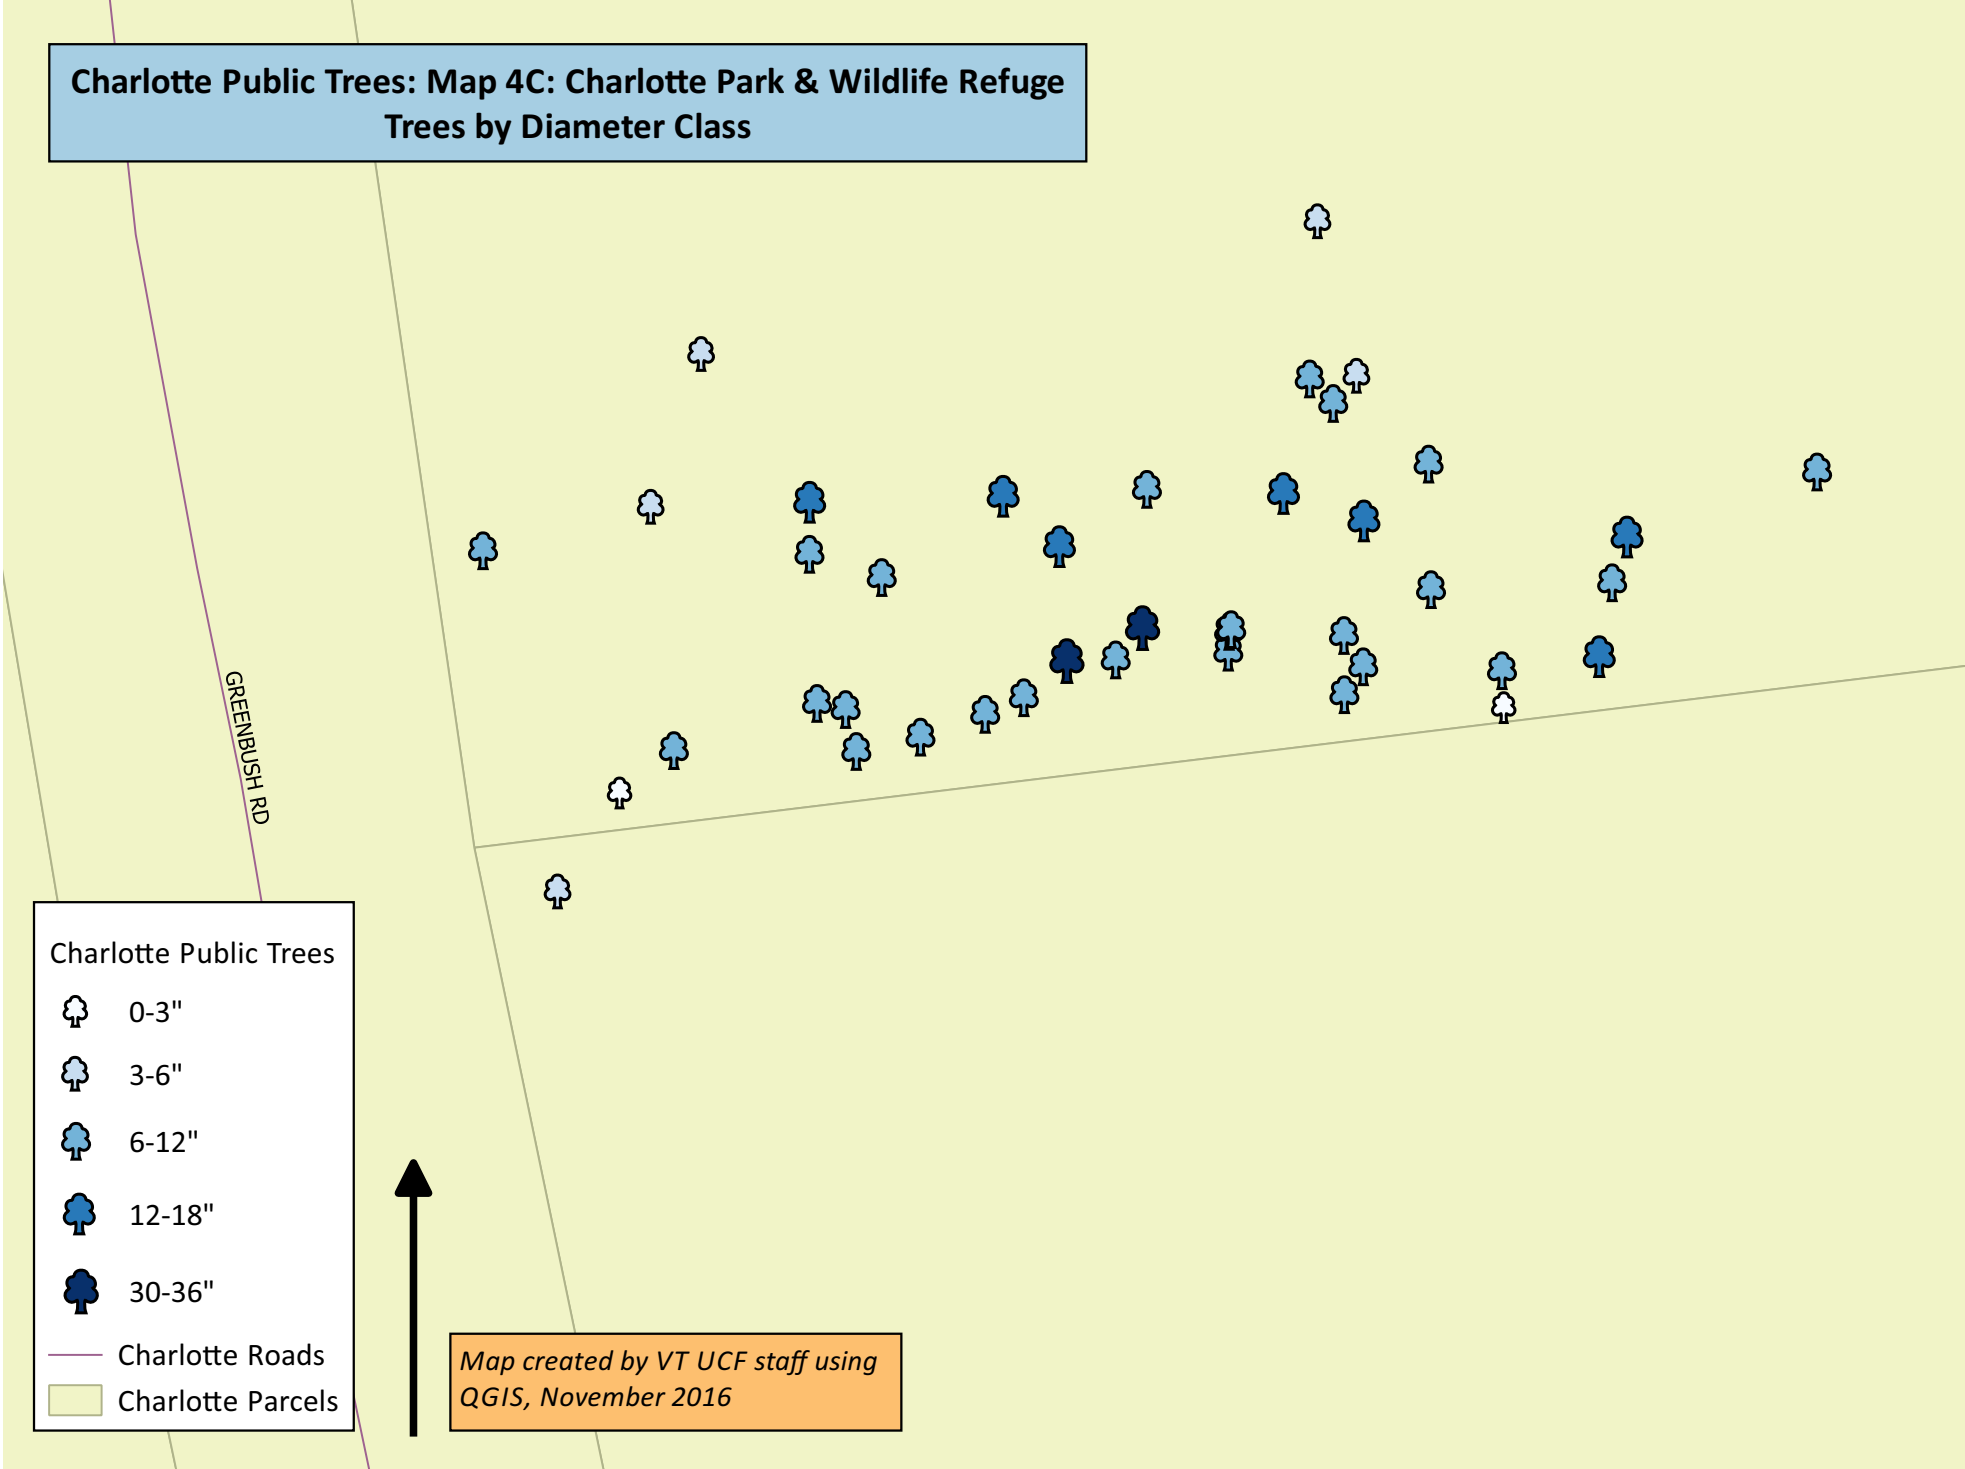 Charlotte Public Trees: Map 4C: Charlotte Park & Wildlife Refuge
Trees by Diameter Class
GREENBUSH RD
Charlotte Public Trees
0-3"
3-6"
6-12"
12-18"
30-36"
Charlotte Roads
Charlotte Parcels
Map created by VT UCF staff using
QGIS, November 2016